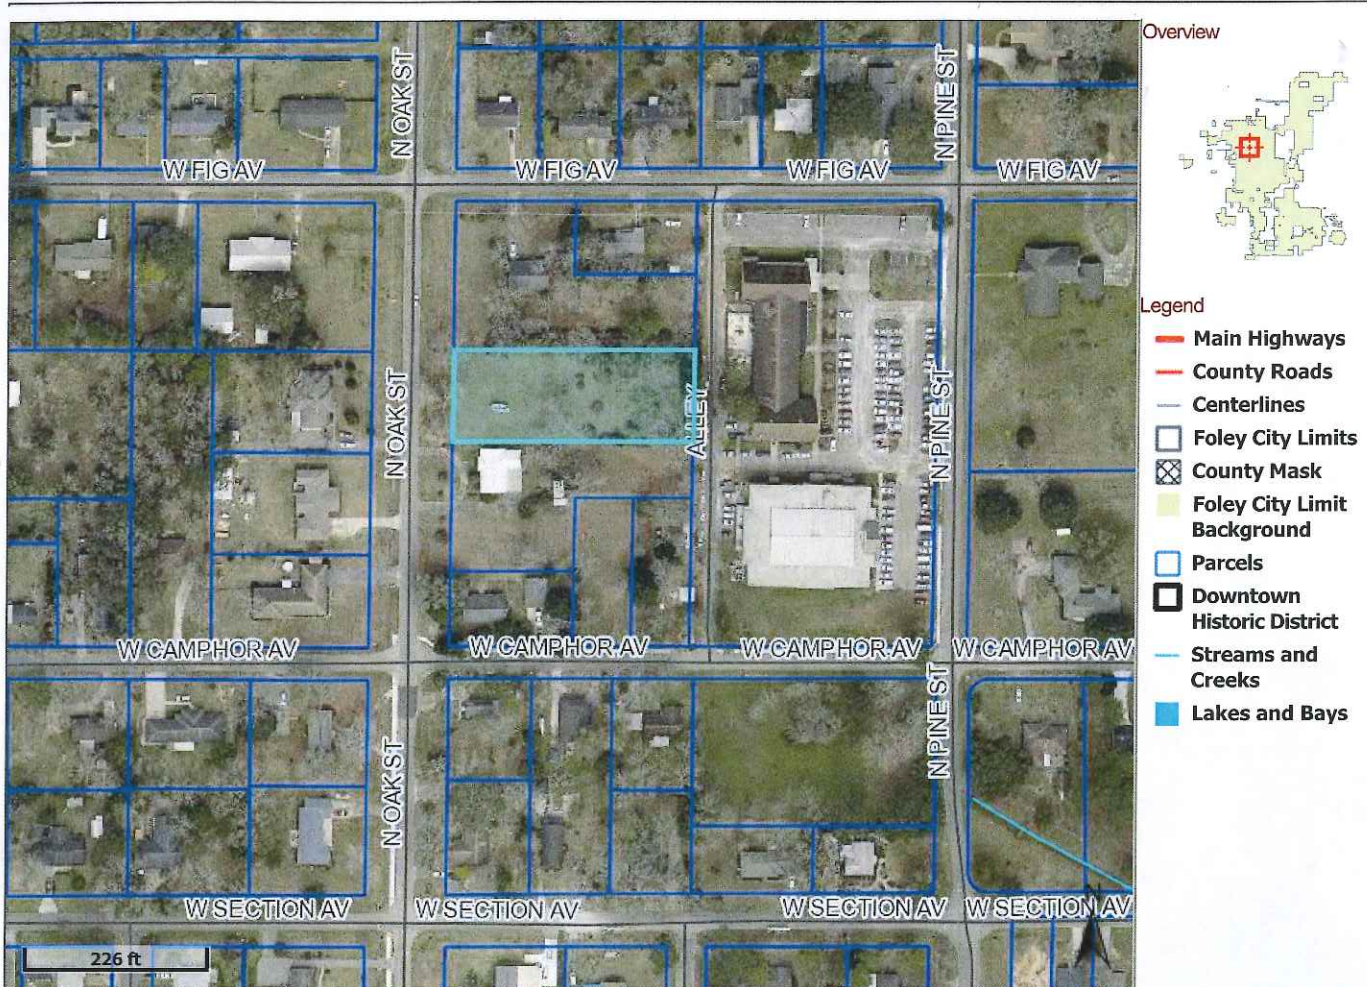 Overview
N OAK ST
N PINE ST
W FIG AV
W FIG AV
W FIG AV
W FIG AV
Legend
Main Highways
County Roads
Centerlines
Foley City Limits
County Mask
Foley City Limit
Background
Parcels
Downtown
Historic District
Streams and
Creeks
Lakes and Bays
N OAK ST
ALLEY
N PINE ST
W CAMPHOR AV
W CAMPHOR AV
W CAMPHOR AV
W CAMPHOR AV
N OAK ST
N PINE ST
W SECTION AV
W SECTION AV
W SECTION AV
W SECTION AV
N
226 ft